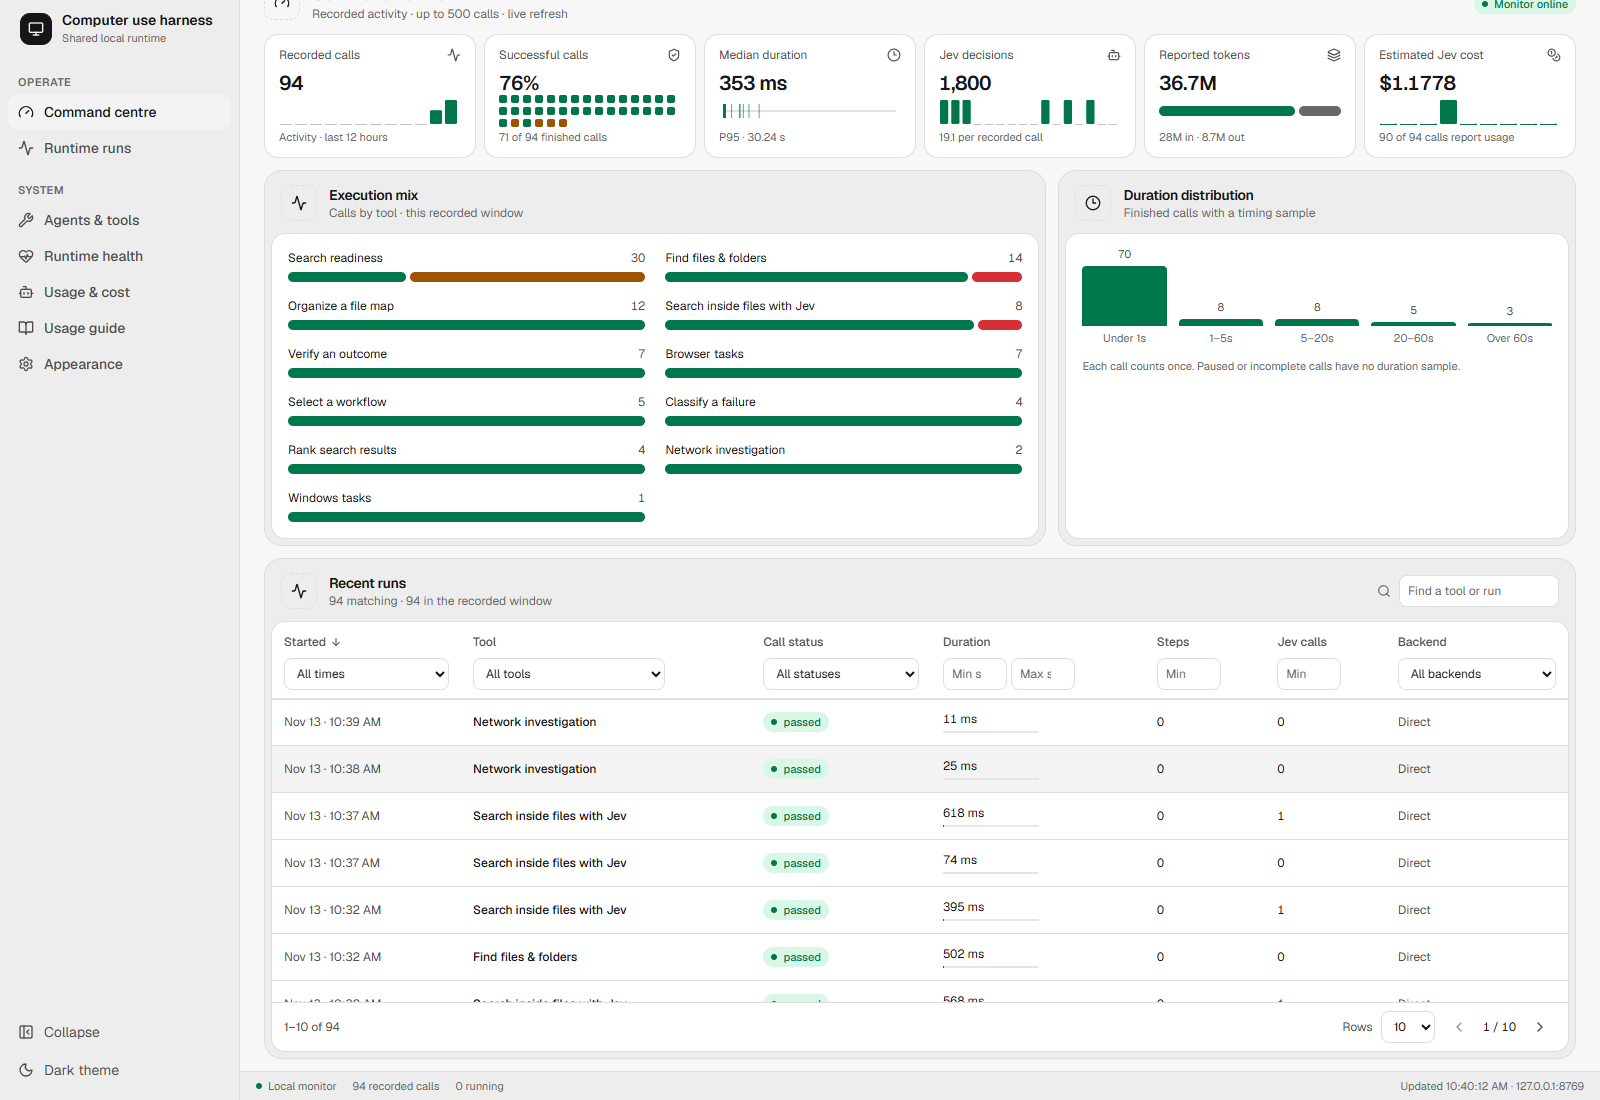 Computer use harness
Shared local runtime
OPERATE
Command centre
Runtime runs
SYSTEM
Agents & tools
Runtime health
Usage & cost
Usage guide
Appearance
Collapse
Dark theme
Recorded activity · up to 500 calls · live refresh
Monitor online
Recorded calls
94
Activity · last 12 hours
Successful calls
76%
71 of 94 finished calls
Median duration
353 ms
P95 · 30.24 s
Jev decisions
1,800
19.1 per recorded call
Reported tokens
36.7M
28M in · 8.7M out
Estimated Jev cost
$1.1778
90 of 94 calls report usage
Execution mix
Calls by tool · this recorded window
Search readiness 30
Find files & folders 14
Organize a file map 12
Search inside files with Jev 8
Verify an outcome 7
Browser tasks 7
Select a workflow 5
Classify a failure 4
Rank search results 4
Network investigation 2
Windows tasks 1
Duration distribution
Finished calls with a timing sample
70 8 8 5 3
Under 1s 1–5s 5–20s 20–60s Over 60s
Each call counts once. Paused or incomplete calls have no duration sample.
Recent runs
94 matching · 94 in the recorded window
Find a tool or run
Started ↓ Tool Call status Duration Steps Jev calls Backend
All times All tools All statuses Min s Max s Min Min All backends
Nov 13 · 10:39 AM Network investigation passed 11 ms 0 0 Direct
Nov 13 · 10:38 AM Network investigation passed 25 ms 0 0 Direct
Nov 13 · 10:37 AM Search inside files with Jev passed 618 ms 0 1 Direct
Nov 13 · 10:37 AM Search inside files with Jev passed 74 ms 0 0 Direct
Nov 13 · 10:32 AM Search inside files with Jev passed 395 ms 0 1 Direct
Nov 13 · 10:32 AM Find files & folders passed 502 ms 0 0 Direct
Search inside files with Jev 568 ms
1–10 of 94
Rows 10 1 / 10
Local monitor 94 recorded calls 0 running
Updated 10:40:12 AM · 127.0.0.1:8769